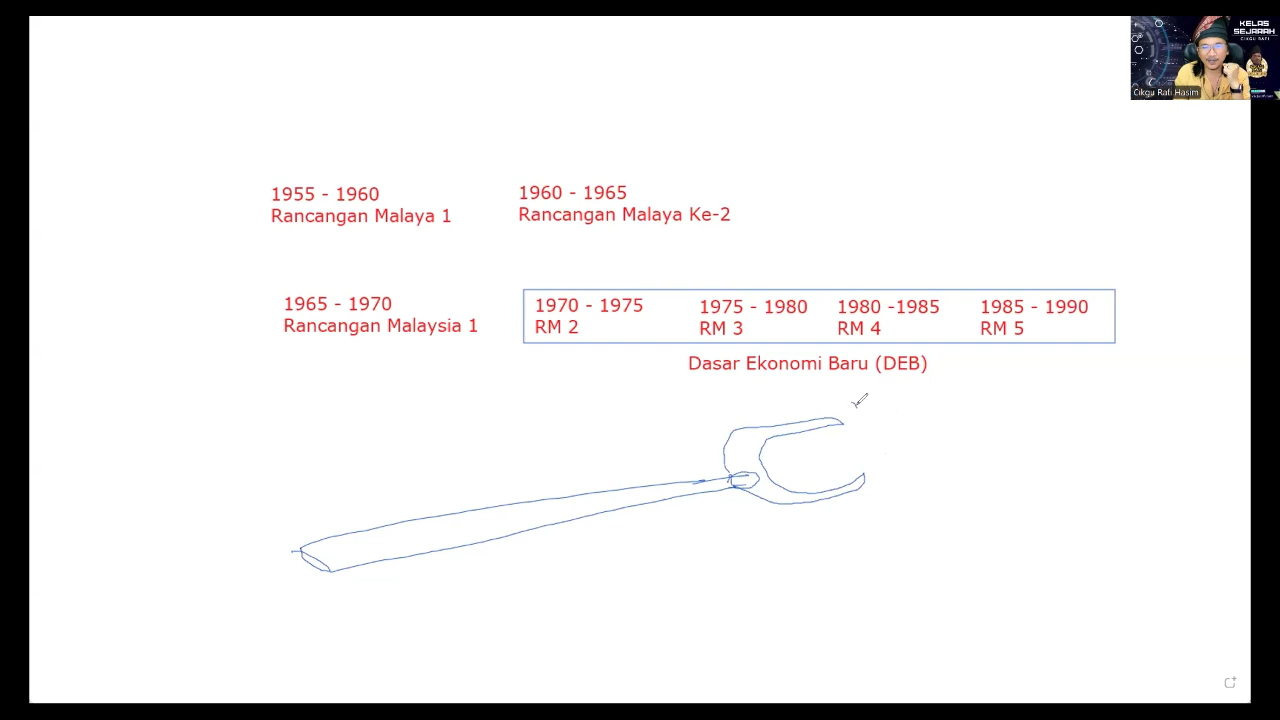 KELAS
SEJARAH
CIKGU RAFI
Cikgu Rafi Hasim
1955 - 1960
Rancangan Malaya 1
1960 - 1965
Rancangan Malaya Ke-2
1965 - 1970
Rancangan Malaysia 1
1970 - 1975
RM 2
1975 - 1980
RM 3
1980 -1985
RM 4
1985 - 1990
RM 5
Dasar Ekonomi Baru (DEB)